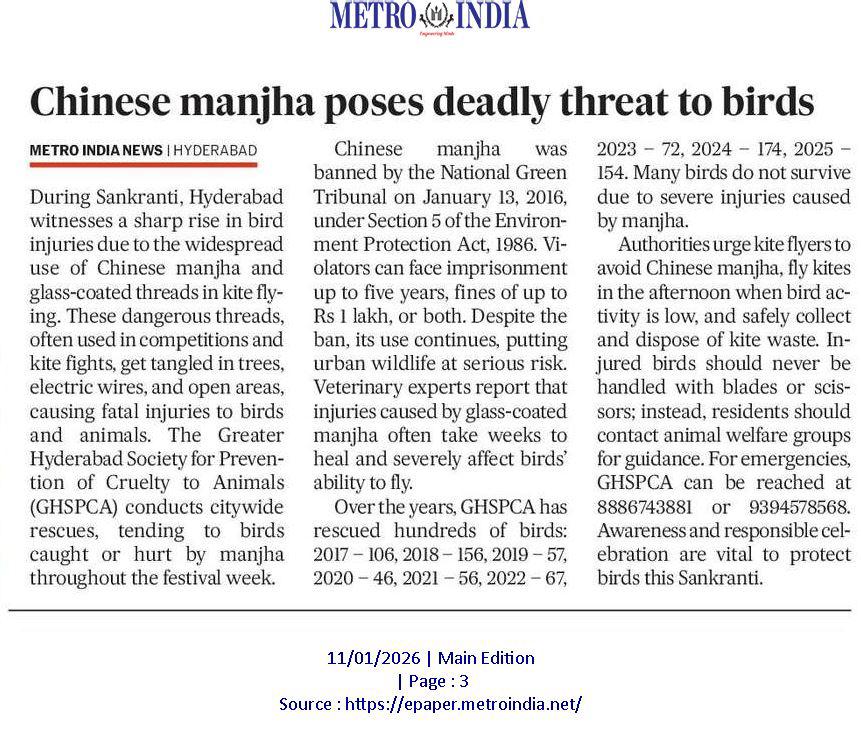 METRO INDIA
Empowering Minds
Chinese manjha poses deadly threat to birds
METRO INDIA NEWS | HYDERABAD
During Sankranti, Hyderabad
witnesses a sharp rise in bird
injuries due to the widespread
use of Chinese manjha and
glass-coated threads in kite fly-
ing. These dangerous threads,
often used in competitions and
kite fights, get tangled in trees,
electric wires, and open areas,
causing fatal injuries to birds
and animals. The Greater
Hyderabad Society for Preven-
tion of Cruelty to Animals
(GHSPCA) conducts citywide
rescues, tending to birds
caught or hurt by manjha
throughout the festival week.
Chinese manjha was
banned by the National Green
Tribunal on January 13, 2016,
under Section 5 of the Environ-
ment Protection Act, 1986. Vi-
olators can face imprisonment
up to five years, fines of up to
Rs 1 lakh, or both. Despite the
ban, its use continues, putting
urban wildlife at serious risk.
Veterinary experts report that
injuries caused by glass-coated
manjha often take weeks to
heal and severely affect birds’
ability to fly.
Over the years, GHSPCA has
rescued hundreds of birds:
2017 – 106, 2018 – 156, 2019 – 57,
2020 – 46, 2021 – 56, 2022 – 67,
2023 – 72, 2024 – 174, 2025 –
154. Many birds do not survive
due to severe injuries caused
by manjha.
Authorities urge kite flyers to
avoid Chinese manjha, fly kites
in the afternoon when bird ac-
tivity is low, and safely collect
and dispose of kite waste. In-
jured birds should never be
handled with blades or scis-
sors; instead, residents should
contact animal welfare groups
for guidance. For emergencies,
GHSPCA can be reached at
8886743881 or 9394578568.
Awareness and responsible cel-
ebration are vital to protect
birds this Sankranti.
11/01/2026 | Main Edition
| Page : 3
Source : https://epaper.metroindia.net/